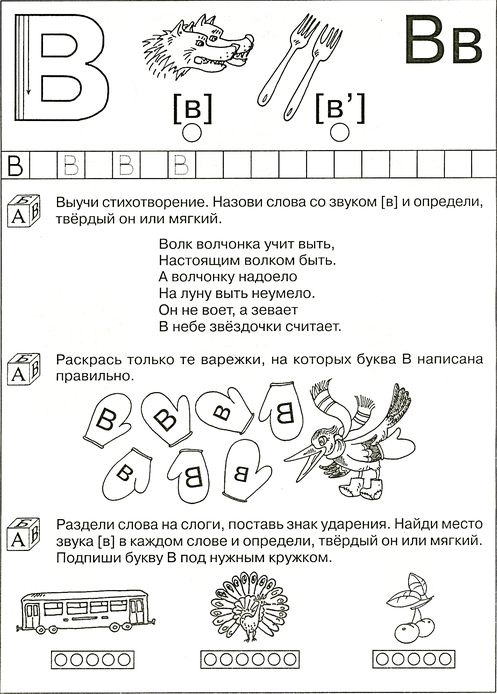 В
Вв
[в]
[в’]
В В В В
А Б В
Выучи стихотворение. Назови слова со звуком [в] и определи,
твёрдый он или мягкий.
Волк волчонка учит выть,
Настоящим волком быть.
А волчонку надоело
На луну выть неумело.
Он не воет, а зевает
В небе звёздочки считает.
А Б В
Раскрась только те варежки, на которых буква В написана
правильно.
В В В В
В В В
А Б В
Раздели слова на слоги, поставь знак ударения. Найди место
звука [в] в каждом слове и определи, твёрдый он или мягкий.
Подпиши букву В под нужным кружком.